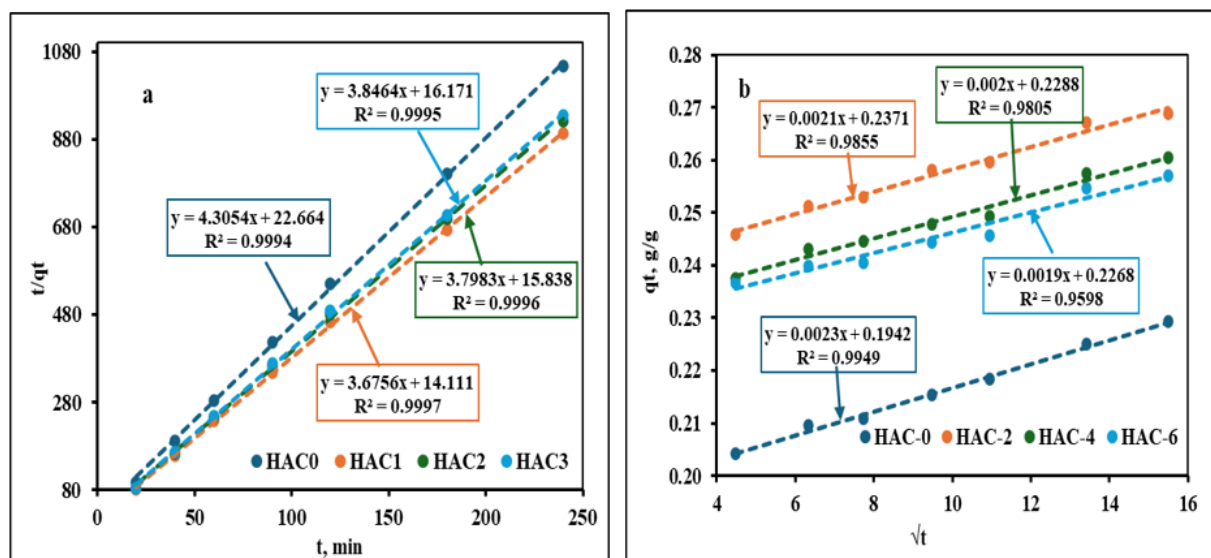 a
t/qt
1080
880
680
480
280
80
y = 3.8464x + 16.171
R² = 0.9995
y = 4.3054x + 22.664
R² = 0.9994
y = 3.7983x + 15.838
R² = 0.9996
y = 3.6756x + 14.111
R² = 0.9997
HAC0 HAC1 HAC2 HAC3
0 50 100 150 200 250
t, min
b
qt, g/g
0.28
0.27
0.26
0.25
0.24
0.23
0.22
0.21
0.20
y = 0.002x + 0.2288
R² = 0.9805
y = 0.0021x + 0.2371
R² = 0.9855
y = 0.0019x + 0.2268
R² = 0.9598
y = 0.0023x + 0.1942
R² = 0.9949
HAC-0 HAC-2 HAC-4 HAC-6
4 6 8 10 12 14 16
√t